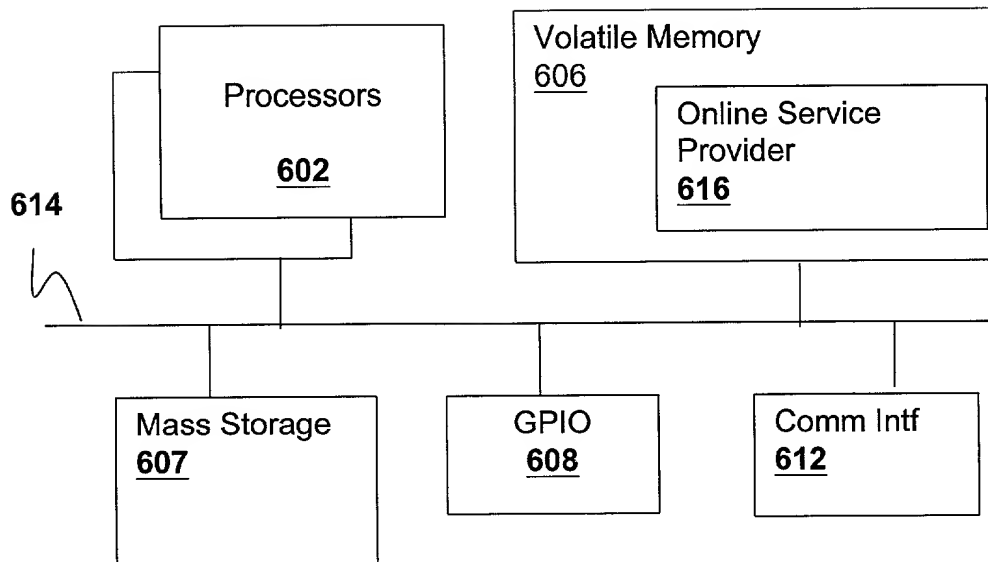 Processors
602
Volatile Memory
606
Online Service
Provider
616
614
Mass Storage
607
GPIO
608
Comm Intf
612